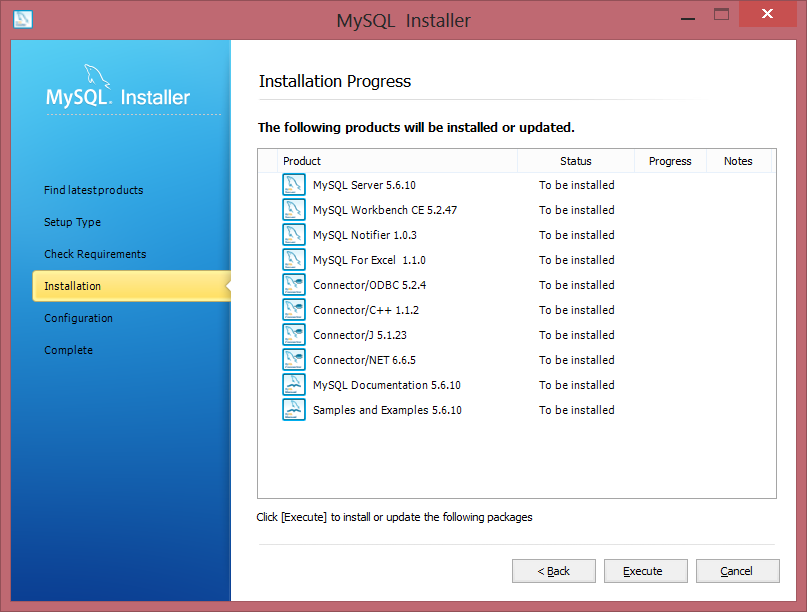 MySQL Installer
MySQL. Installer
Find latest products
Setup Type
Check Requirements
Installation
Configuration
Complete
Installation Progress
The following products will be installed or updated.
Product Status Progress Notes
MySQL Server 5.6.10 To be installed
MySQL Workbench CE 5.2.47 To be installed
MySQL Notifier 1.0.3 To be installed
MySQL For Excel 1.1.0 To be installed
Connector/ODBC 5.2.4 To be installed
Connector/C++ 1.1.2 To be installed
Connector/J 5.1.23 To be installed
Connector/NET 6.6.5 To be installed
MySQL Documentation 5.6.10 To be installed
Samples and Examples 5.6.10 To be installed
Click [Execute] to install or update the following packages
< Back Execute Cancel